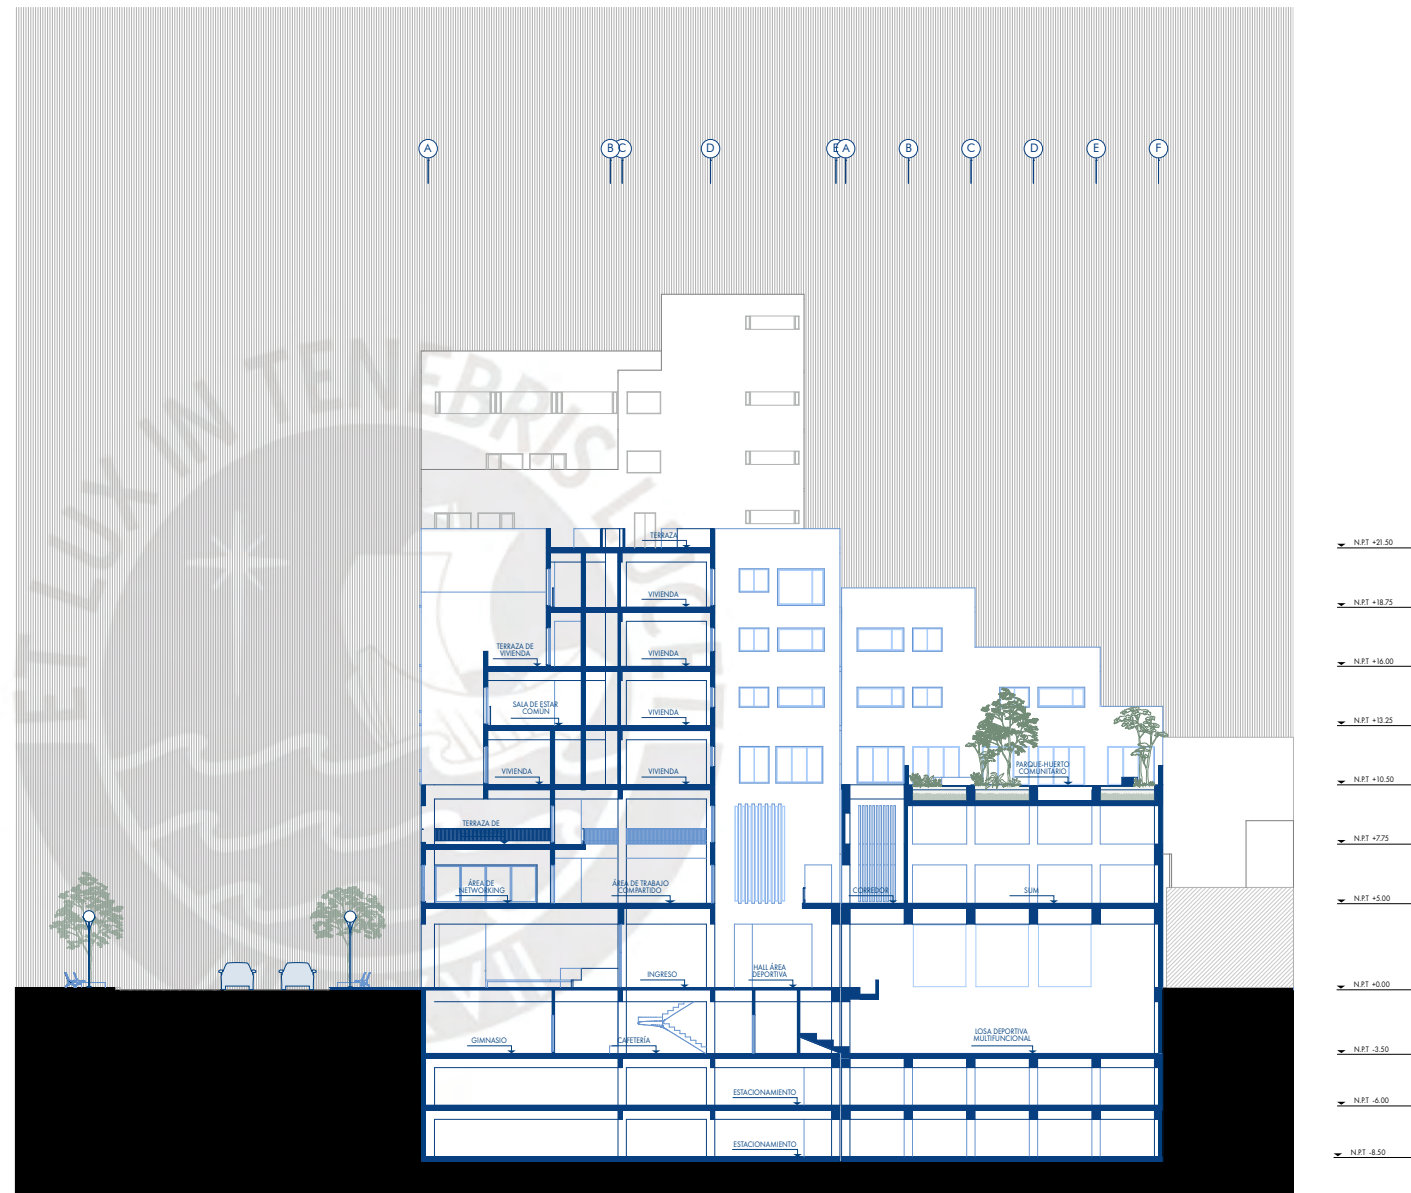 A
B
C
D
E
A
B
C
D
E
F
ET LUX IN TENEBRIS LUCET
XVII
TERRAZA
N.P.T +21.50
VIVIENDA
N.P.T +18.75
TERRAZA DE
VIVIENDA
VIVIENDA
N.P.T +16.00
SALA DE ESTAR
COMÚN
VIVIENDA
N.P.T +13.25
VIVIENDA
VIVIENDA
PARQUE-HUERTO
COMUNITARIO
N.P.T +10.50
TERRAZA DE
N.P.T +7.75
ÁREA DE
NETWORKING
ÁREA DE TRABAJO
COMPARTIDO
CORREDOR
SUM
N.P.T +5.00
INGRESO
HALL ÁREA
DEPORTIVA
N.P.T +0.00
GIMNASIO
CAFETERÍA
LOSA DEPORTIVA
MULTIFUNCIONAL
N.P.T -3.50
ESTACIONAMIENTO
N.P.T -6.00
ESTACIONAMIENTO
N.P.T -8.50